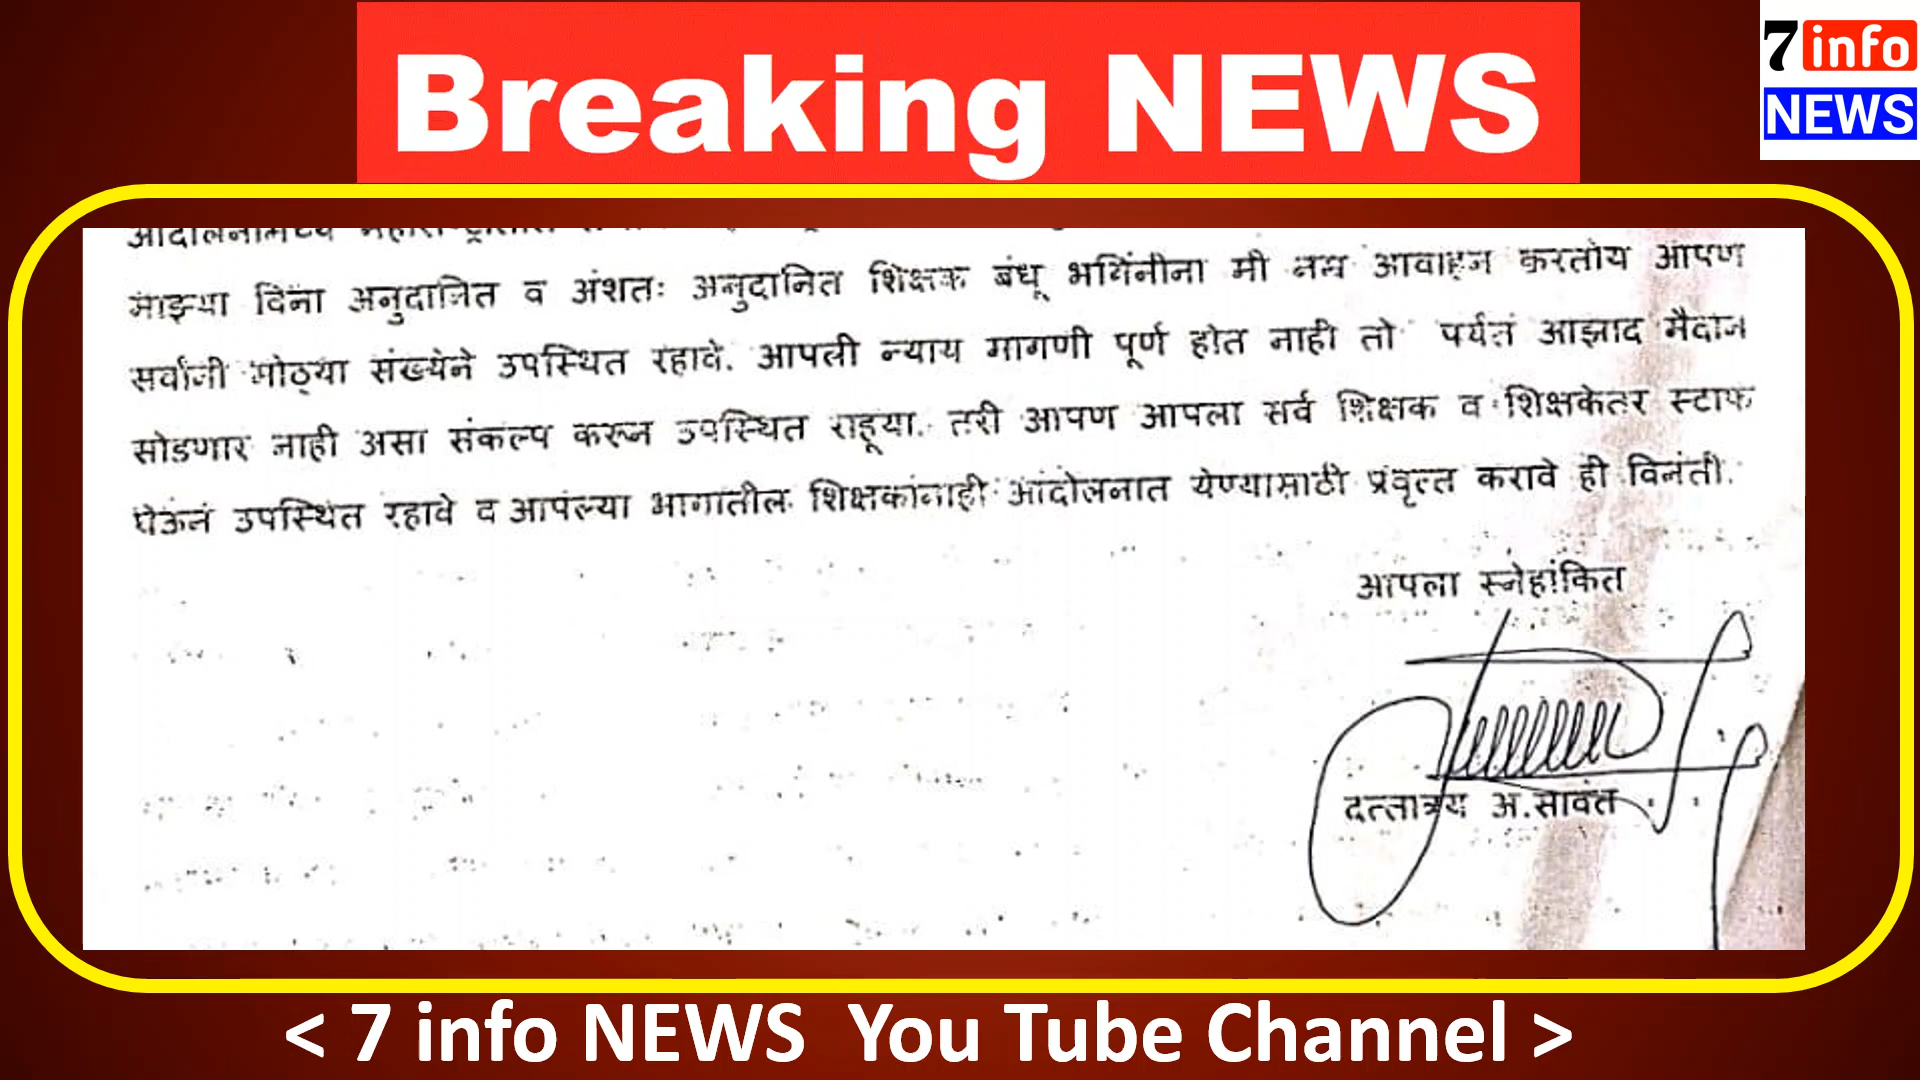 Breaking NEWS
7 info
NEWS
माझ्या विना अनुदानित व अंशतः अनुदानित शिक्षक बंधू भगिंनीना मी नम्र आवाहन करतोय आपण
सर्वांनी मोठ्या संख्येने उपस्थित रहावे. आपली न्याय मागणी पूर्ण होत नाही तो पर्यंत आझाद मैदान
सोडणार नाही असा संकल्प करून उपस्थित राहूया. तरी आपण आपला सर्व शिक्षक व शिक्षकेतर स्टाफ
घेऊन उपस्थित रहावे व आपल्या भागातील शिक्षकांनाही आंदोलनात येण्यासाठी प्रवृत्त करावे ही विनंती.
आपला स्नेहांकित
दत्तात्रय अ.सावंत
< 7 info NEWS You Tube Channel >